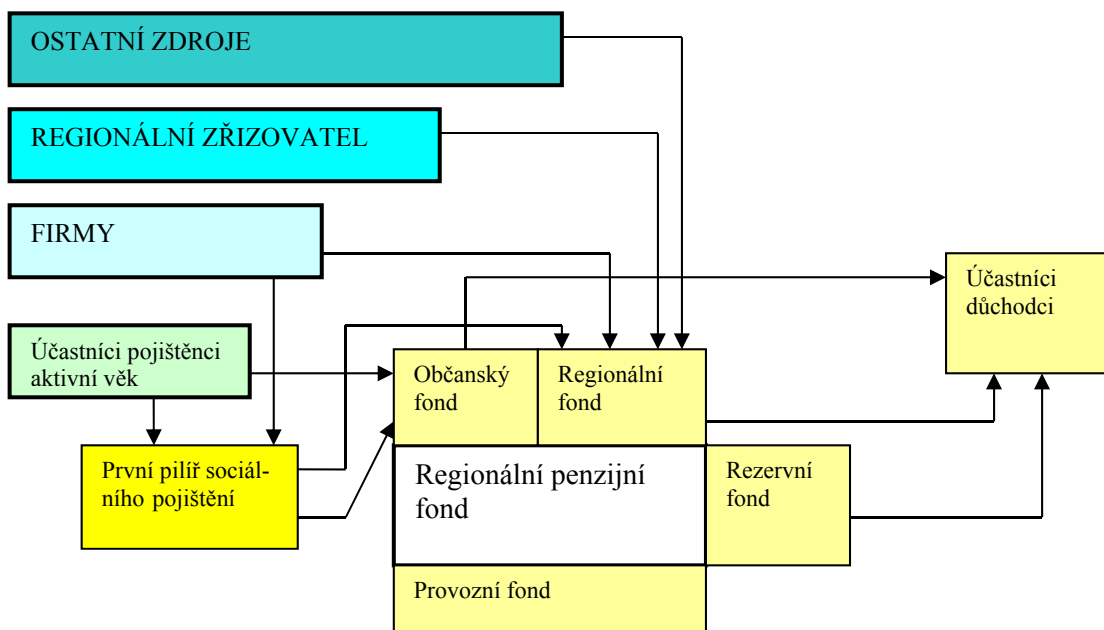 OSTATNÍ ZDROJE
REGIONÁLNÍ ZŘIZOVATEL
FIRMY
Účastníci
důchodci
Účastníci pojištěnci
aktivní věk
Občanský
fond
Regionální
fond
První pilíř sociál-
ního pojištění
Regionální penzijní
fond
Rezervní
fond
Provozní fond